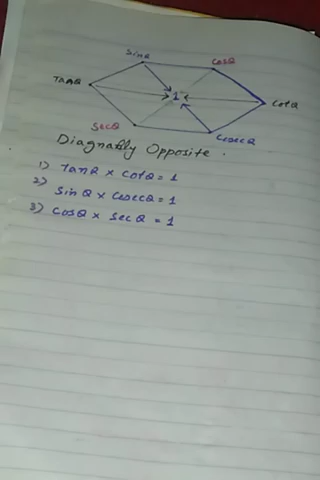 sinQ
cosQ
TanQ
1
CotQ
SecQ
CosecQ
Diagnally Opposite.
1) TanQ x CotQ = 1
2) Sin Q x CosecQ = 1
3) CosQ x SecQ = 1